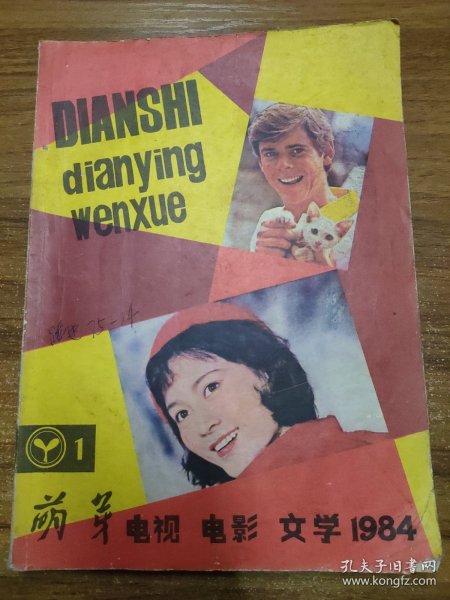 DIANSHI
dianying
wenxue
1
萌芽 电视 电影 文学 1984
孔夫子旧书网
www.kongfz.com